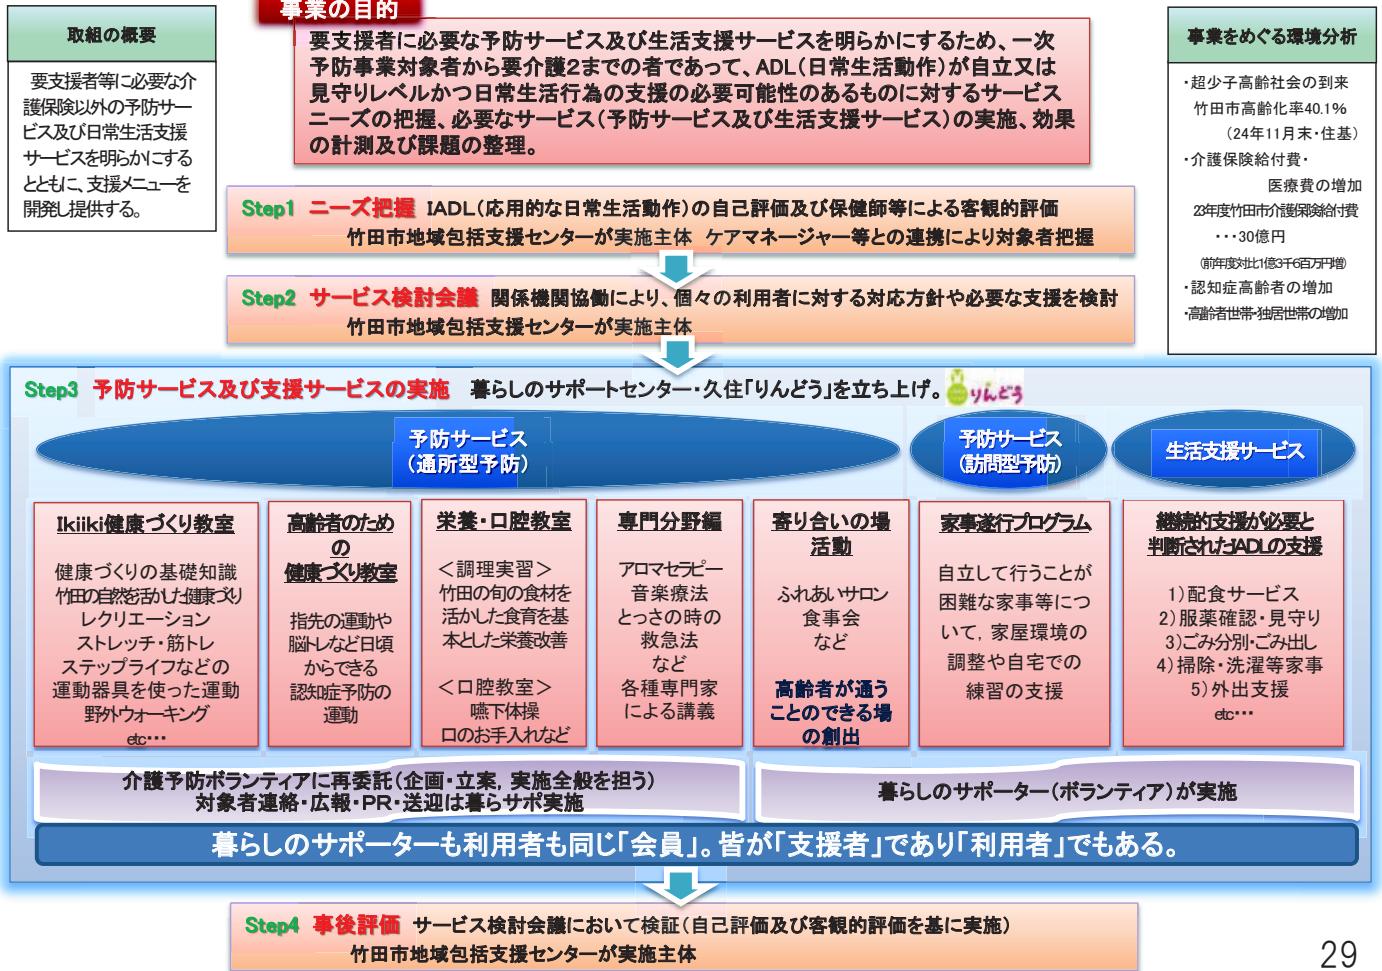 取組の概要
要支援者等に必要な介
護保険以外の予防サー
ビス及び日常生活支援
サービスを明らかにする
とともに、支援メニューを
開発し提供する。
事業の目的
要支援者に必要な予防サービス及び生活支援サービスを明らかにするため、一次
予防事業対象者から要介護2までの者であって、ADL(日常生活動作)が自立又は
見守りレベルかつ日常生活行為の支援の必要可能性のあるものに対するサービス
ニーズの把握、必要なサービス(予防サービス及び生活支援サービス)の実施、効果
の計測及び課題の整理。
事業をめぐる環境分析
・超少子高齢社会の到来
竹田市高齢化率40.1%
(24年11月末・住基)
・介護保険給付費・
医療費の増加
23年度竹田市介護保険給付費
・・・30億円
(前年度対比1億3千6百万円増)
・認知症高齢者の増加
・高齢者世帯・独居世帯の増加
Step1 ニーズ把握 IADL(応用的な日常生活動作)の自己評価及び保健師等による客観的評価
竹田市地域包括支援センターが実施主体 ケアマネージャー等との連携により対象者把握
Step2 サービス検討会議 関係機関協働により、個々の利用者に対する対応方針や必要な支援を検討
竹田市地域包括支援センターが実施主体
Step3 予防サービス及び支援サービスの実施 暮らしのサポートセンター・久住「りんどう」を立ち上げ。
りんどう
予防サービス
(通所型予防)
予防サービス
(訪問型予防)
生活支援サービス
Ikiiki健康づくり教室
健康づくりの基礎知識
竹田の自然を活かした健康づくり
レクリエーション
ストレッチ・筋トレ
ステップライフなどの
運動器具を使った運動
野外ウォーキング
etc・・・
高齢者のため
の
健康づくり教室
指先の運動や
脳トレなど日頃
からできる
認知症予防の
運動
栄養・口腔教室
<調理実習>
竹田の旬の食材を
活かした食育を基
本とした栄養改善
<口腔教室>
嚥下体操
口のお手入れなど
専門分野編
アロマセラピー
音楽療法
とっさの時の
救急法
など
各種専門家
による講義
寄り合いの場
活動
ふれあいサロン
食事会
など
高齢者が通う
ことのできる場
の創出
家事遂行プログラム
自立して行うことが
困難な家事等につ
いて, 家屋環境の
調整や自宅での
練習の支援
継続的支援が必要と
判断されたIADLの支援
1)配食サービス
2)服薬確認・見守り
3)ごみ分別・ごみ出し
4)掃除・洗濯等家事
5)外出支援
etc・・・
介護予防ボランティアに再委託(企画・立案, 実施全般を担う)
対象者連絡・広報・PR・送迎は暮らサポ実施
暮らしのサポーター(ボランティア)が実施
暮らしのサポーターも利用者も同じ「会員」。皆が「支援者」であり「利用者」でもある。
Step4 事後評価 サービス検討会議において検証(自己評価及び客観的評価を基に実施)
竹田市地域包括支援センターが実施主体
29